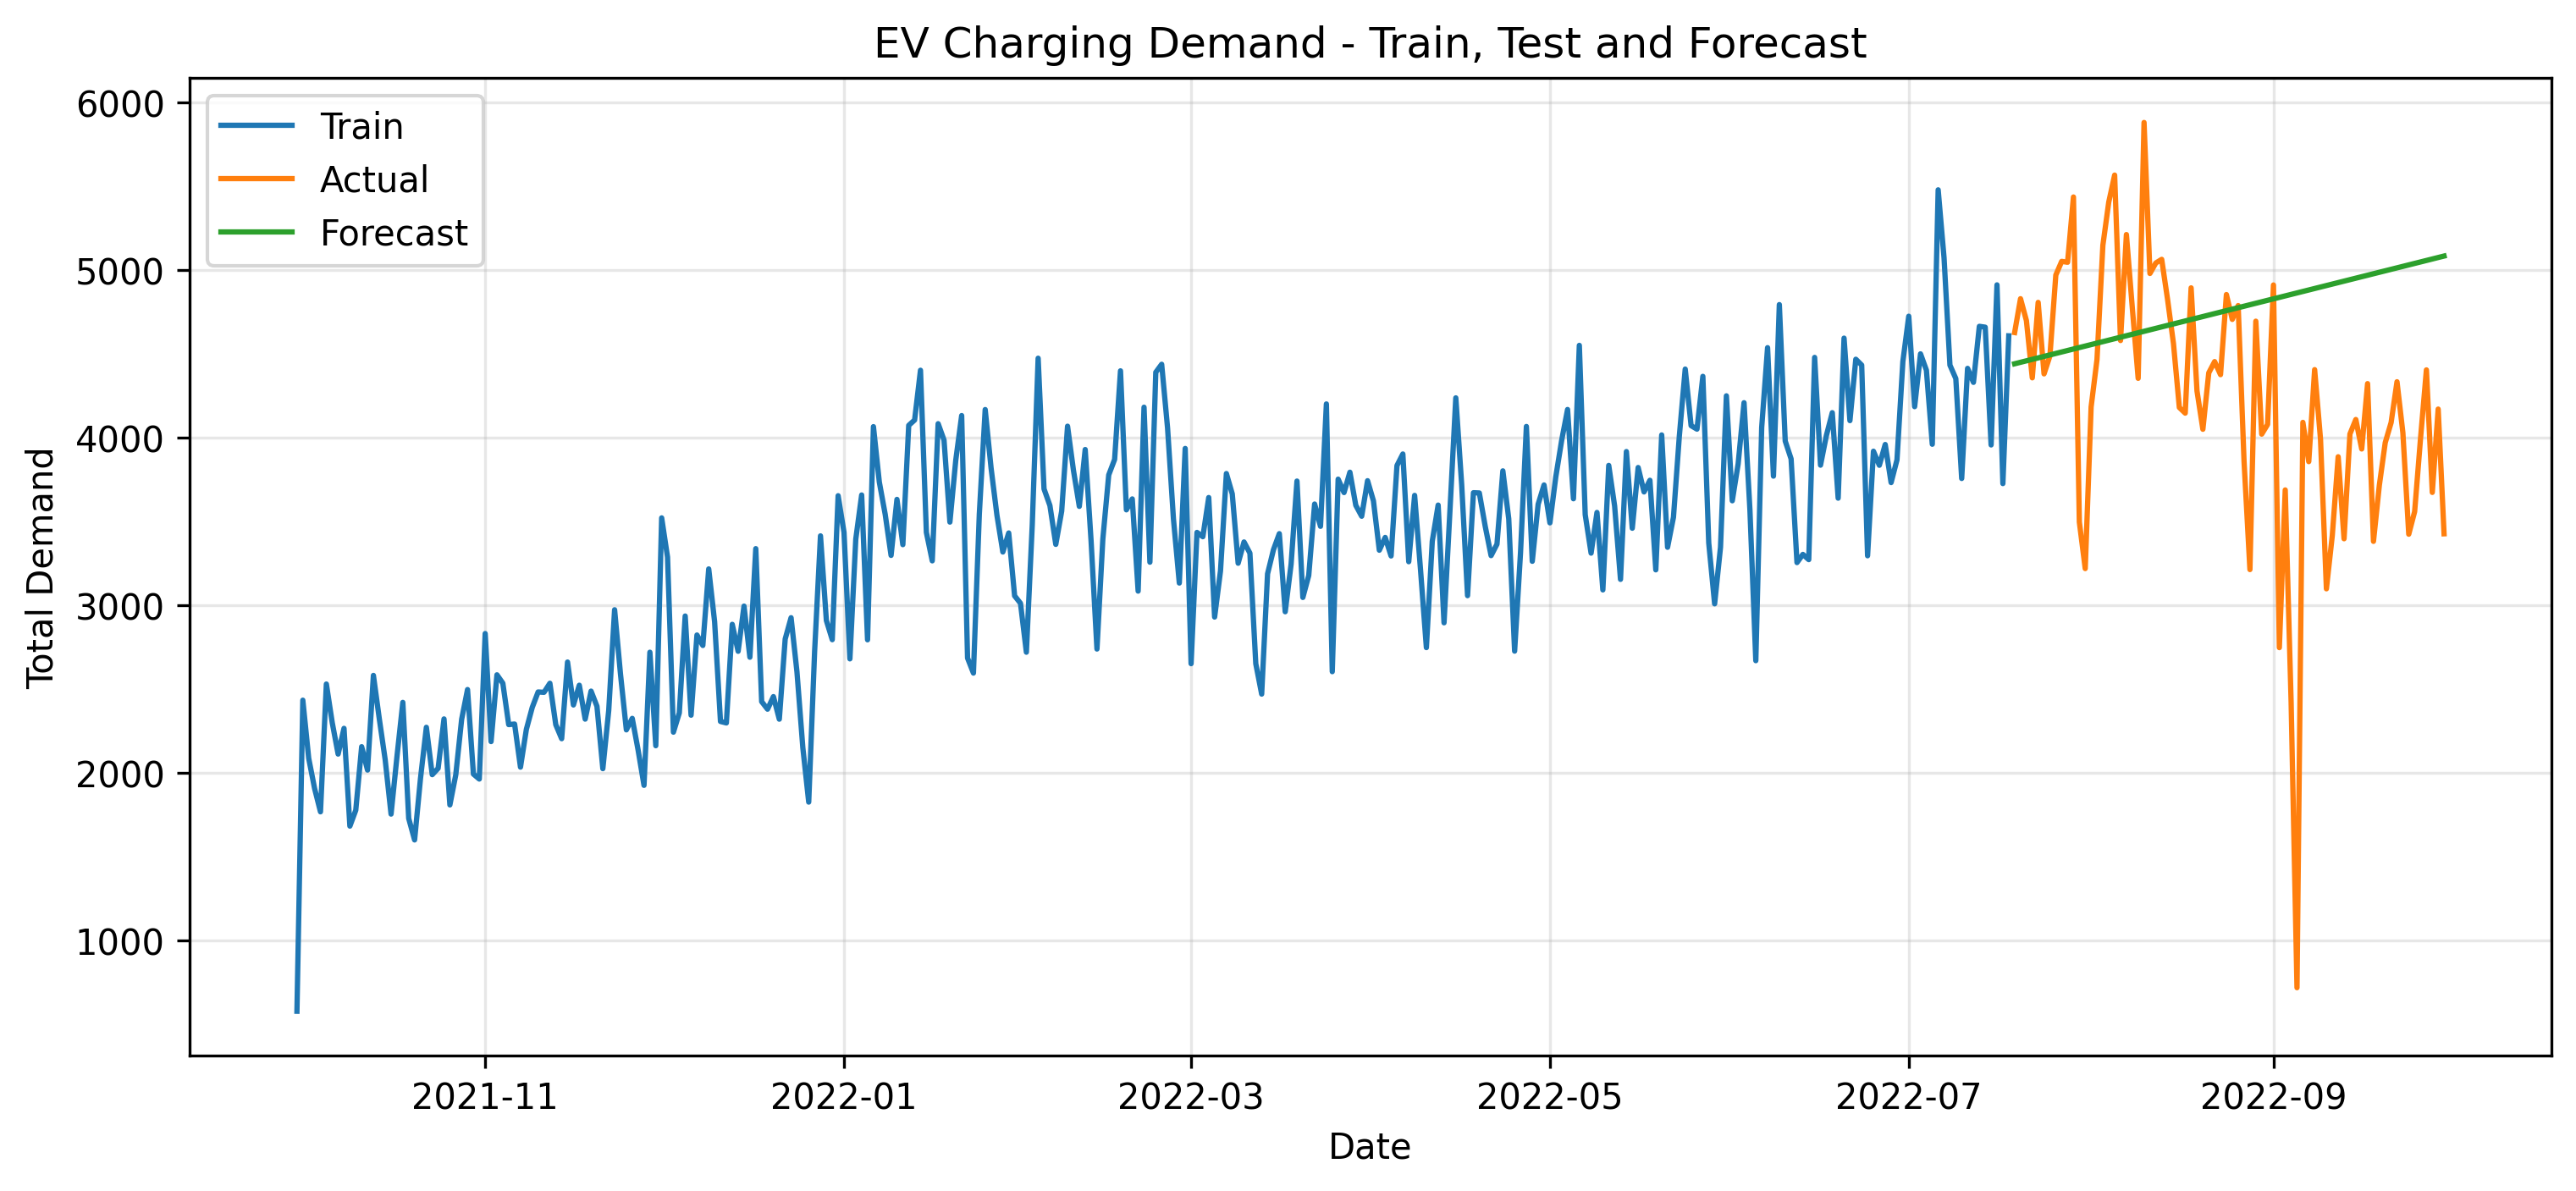 EV Charging Demand - Train, Test and Forecast
6000
5000
4000
3000
2000
1000
Total Demand
Train
Actual
Forecast
2021-11
2022-01
2022-03
2022-05
2022-07
2022-09
Date